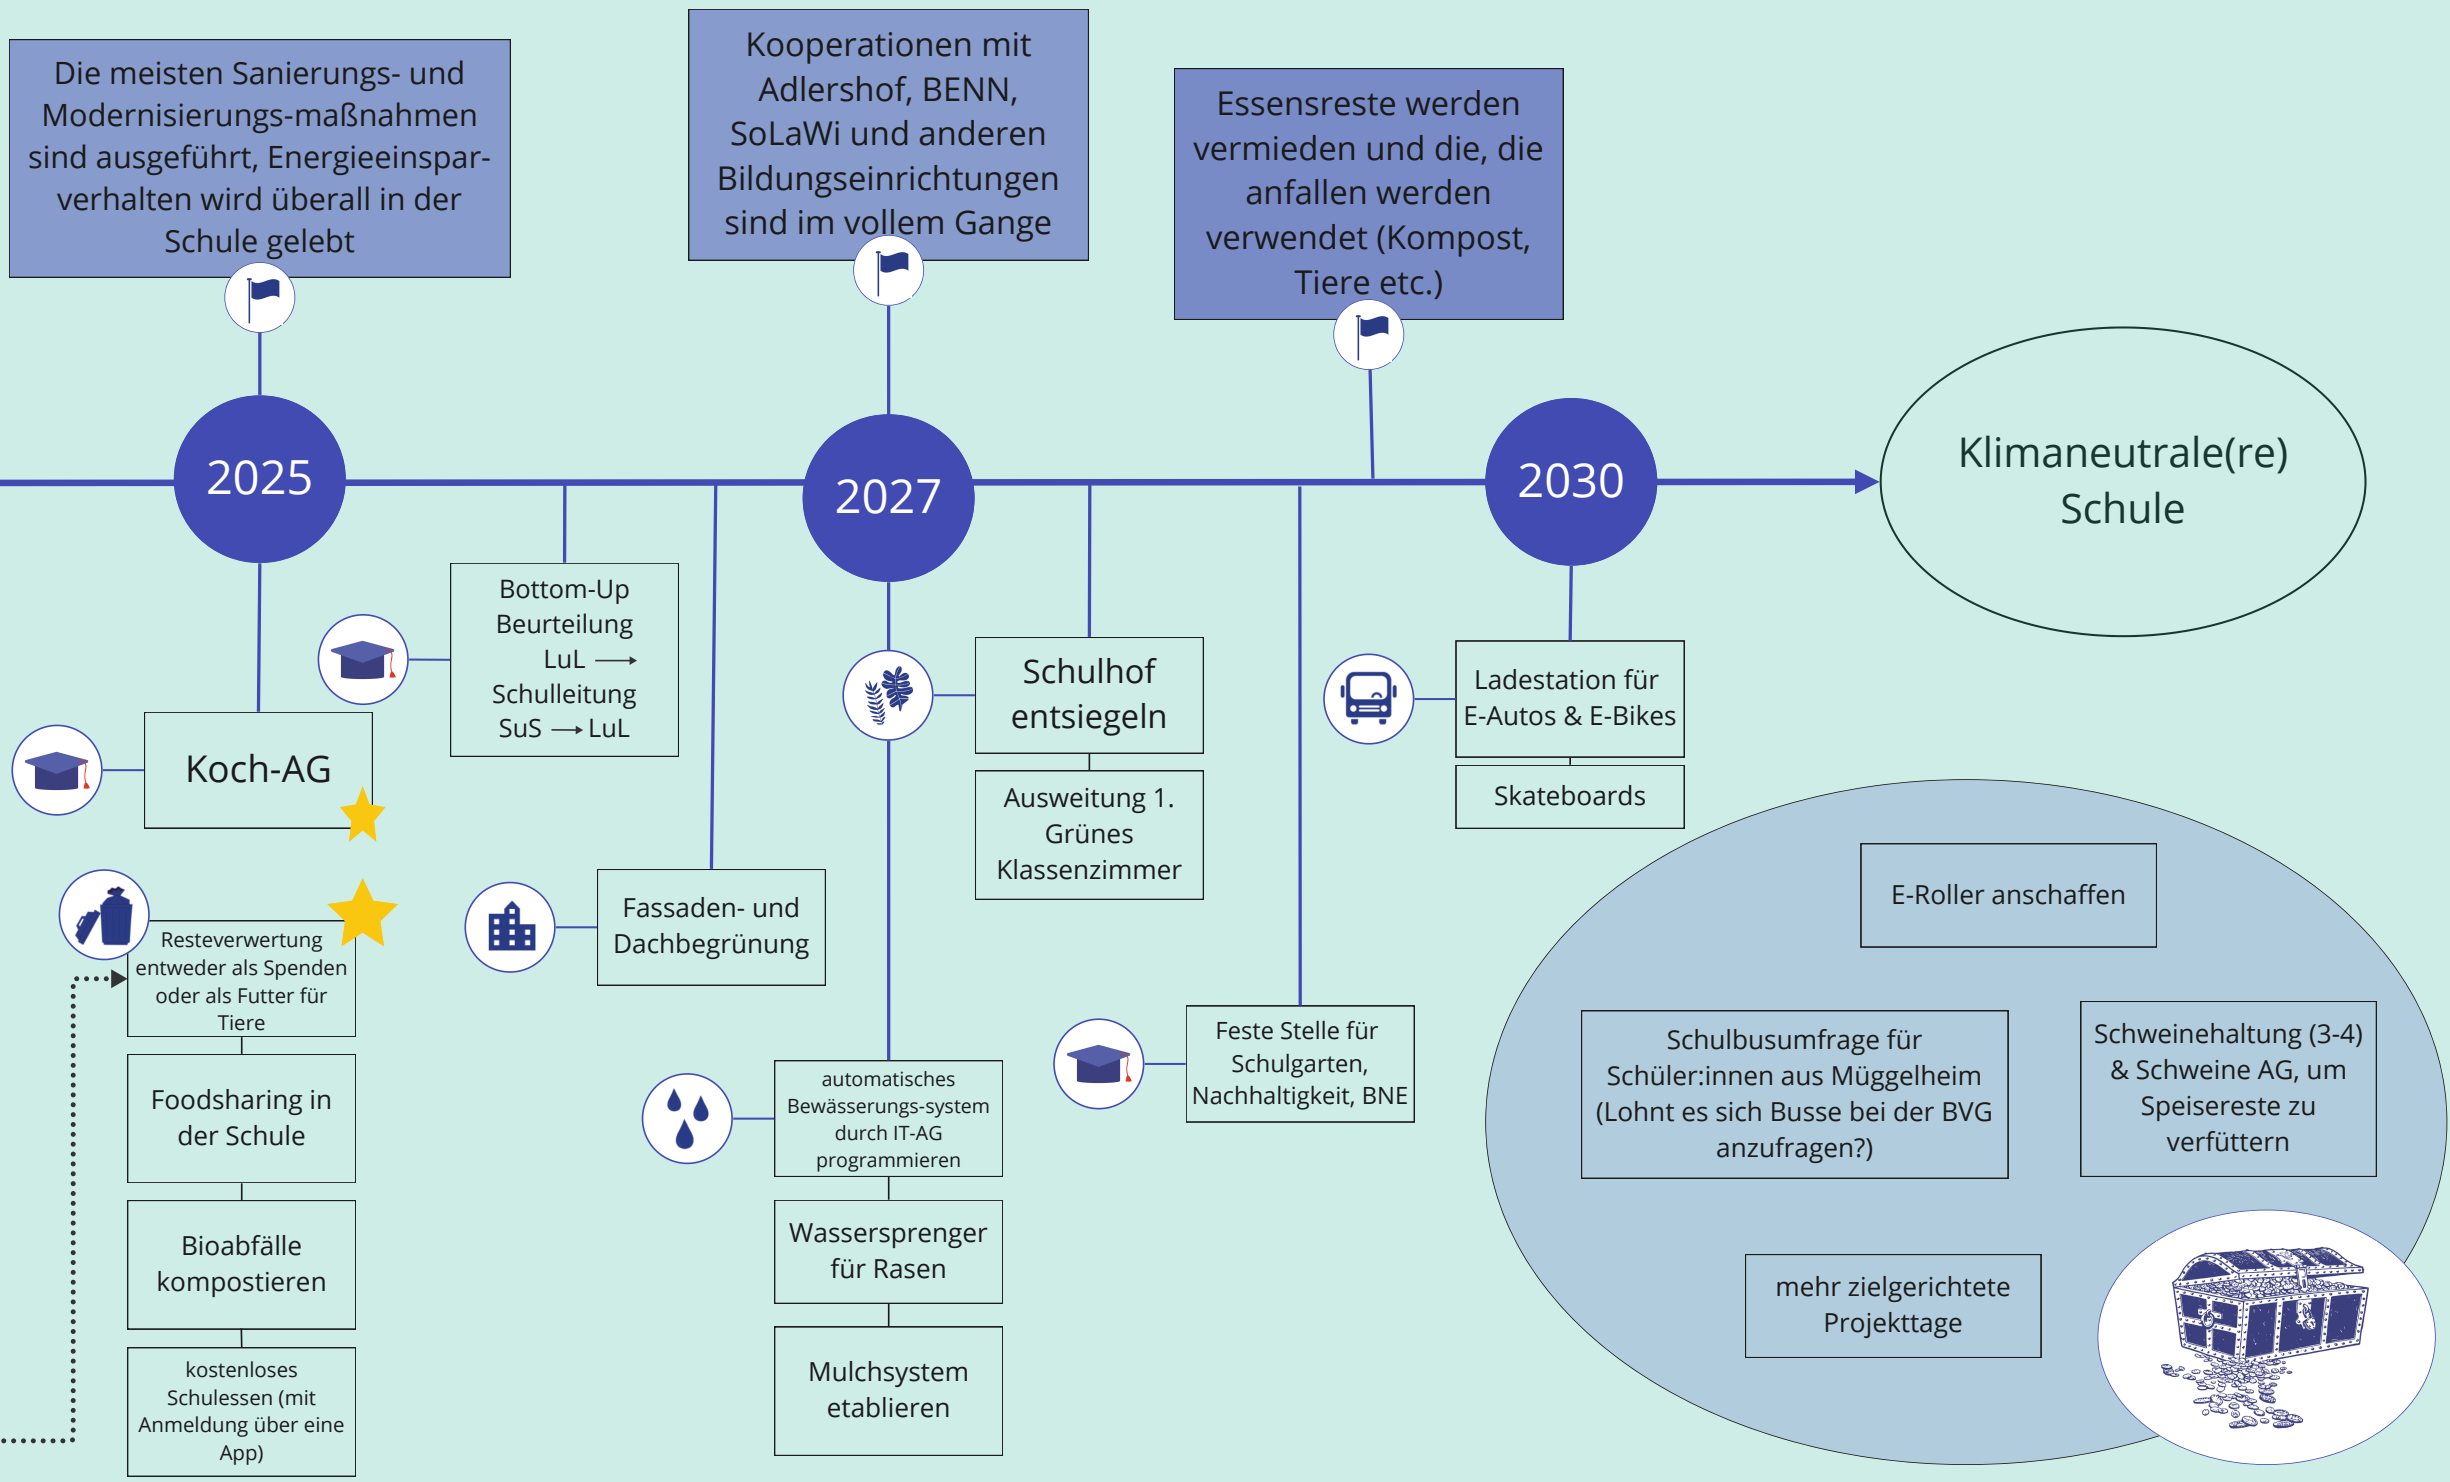 Die meisten Sanierungs- und
Modernisierungs-maßnahmen
sind ausgeführt, Energieeinspar-
verhalten wird überall in der
Schule gelebt
Kooperationen mit
Adlershof, BENN,
SoLaWi und anderen
Bildungseinrichtungen
sind im vollem Gange
Essensreste werden
vermieden und die, die
anfallen werden
verwendet (Kompost,
Tiere etc.)
2025
2027
2030
Klimaneutrale(re)
Schule
Koch-AG
Resteverwertung
entweder als Spenden
oder als Futter für
Tiere
Foodsharing in
der Schule
Bioabfälle
kompostieren
kostenloses
Schulessen (mit
Anmeldung über eine
App)
Bottom-Up
Beurteilung
LuL →
Schulleitung
SuS → LuL
Fassaden- und
Dachbegrünung
automatisches
Bewässerungs-system
durch IT-AG
programmieren
Wassersprenger
für Rasen
Mulchsystem
etablieren
Schulhof
entsiegeln
Ausweitung 1.
Grünes
Klassenzimmer
Feste Stelle für
Schulgarten,
Nachhaltigkeit, BNE
Ladestation für
E-Autos & E-Bikes
Skateboards
E-Roller anschaffen
Schulbusumfrage für
Schüler:innen aus Müggelheim
(Lohnt es sich Busse bei der BVG
anzufragen?)
Schweinehaltung (3-4)
& Schweine AG, um
Speisereste zu
verfüttern
mehr zielgerichtete
Projekttage